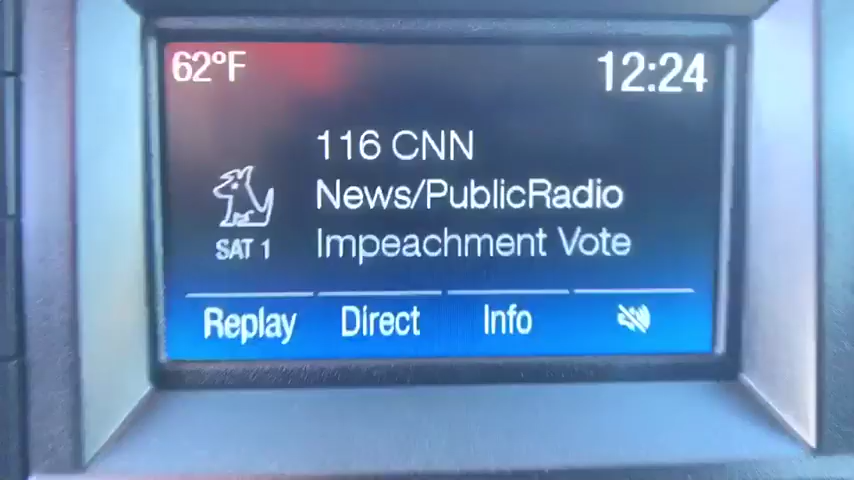 62°F
12:24
116 CNN
News/PublicRadio
SAT 1
Impeachment Vote
Replay
Direct
Info